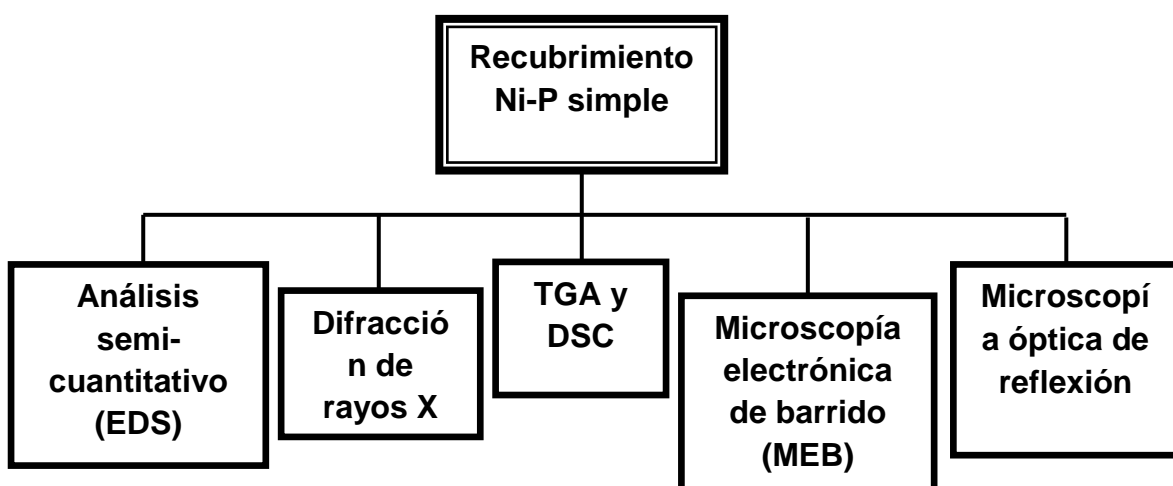 Recubrimiento
Ni-P simple
Análisis
semi-
cuantitativo
(EDS)
Difracció
n de
rayos X
TGA y
DSC
Microscopía
electrónica
de barrido
(MEB)
Microscopí
a óptica de
reflexión